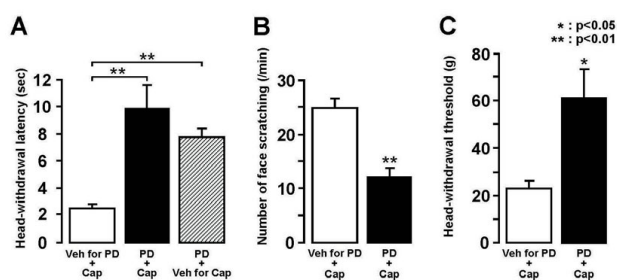 A
Head-withdrawal latency (sec)
12
10
8
6
4
2
0
**
**
Veh for PD
+
Cap
PD
+
Cap
PD
+
Veh for Cap
B
Number of face scratching (/min)
30
20
10
0
**
Veh for PD
+
Cap
PD
+
Cap
C
* : p<0.05
** : p<0.01
Head-withdrawal threshold (g)
80
60
40
20
0
*
Veh for PD
+
Cap
PD
+
Cap